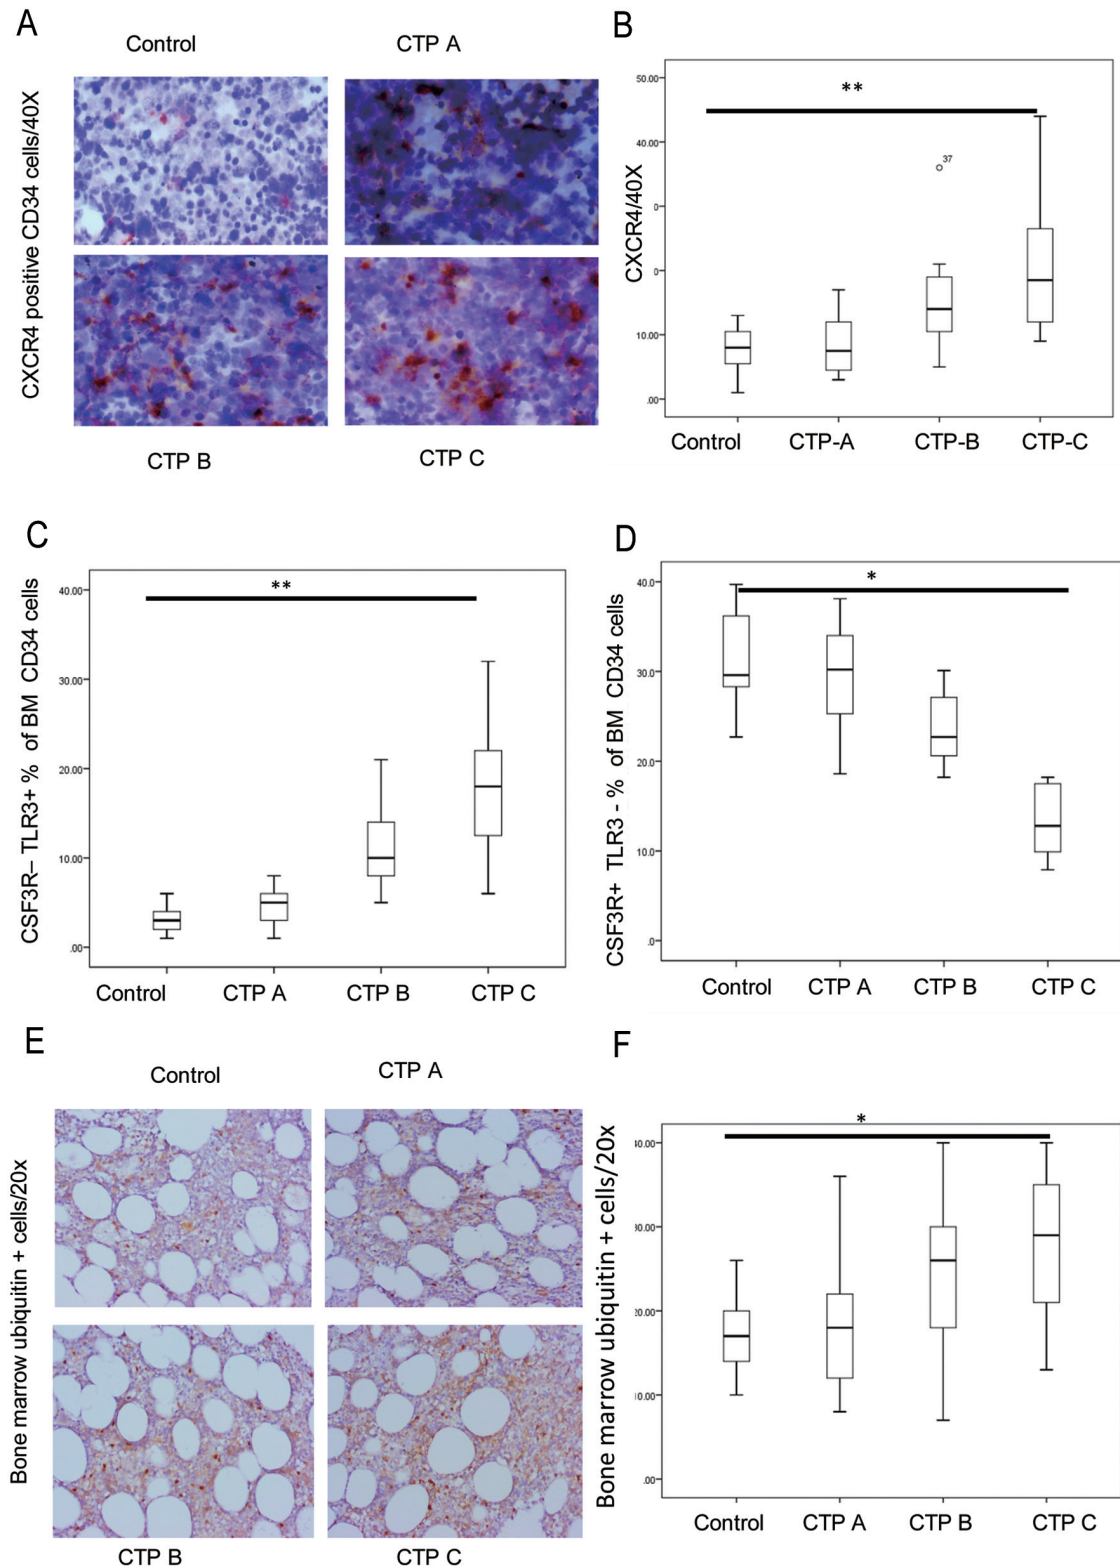 A
Control
CTP A
CXCR4 positive CD34 cells/40X
CTP B
CTP C
B
**
50.00
40.00
37
0
0
10.00
.00
CXCR4/40X
Control
CTP-A
CTP-B
CTP-C
C
**
40.00
30.00
20.00
10.00
.00
CSF3R– TLR3+ % of BM CD34 cells
Control
CTP A
CTP B
CTP C
D
*
40.0
30.0
20.0
10.0
.0
CSF3R+ TLR3 - % of BM CD34 cells
Control
CTP A
CTP B
CTP C
E
Control
CTP A
Bone marrow ubiquitin + cells/20x
CTP B
CTP C
F
*
Bone marrow ubiquitin + cells/20x
.00
Control
CTP A
CTP B
CTP C